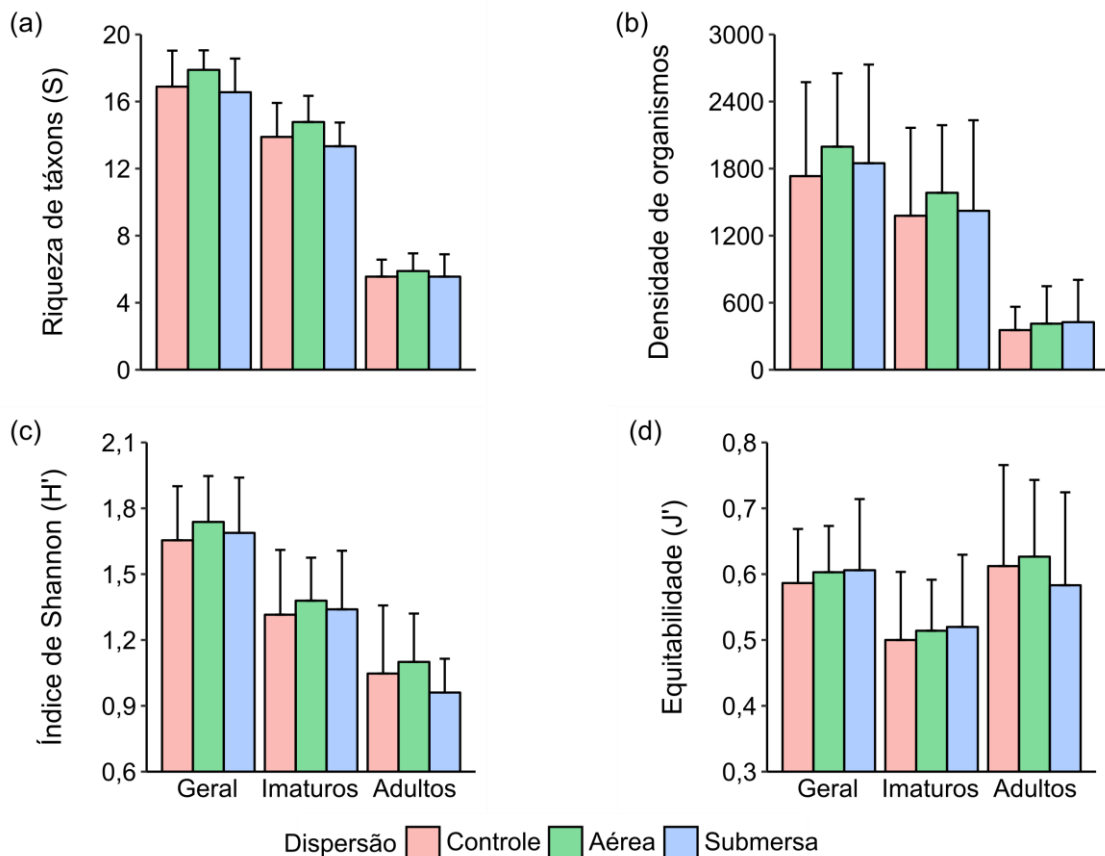 (a)
Riqueza de táxons (S)
20
16
12
8
4
0
(b)
Densidade de organismos
3000
2400
1800
1200
600
0
(c)
Índice de Shannon (H')
2,1
1,8
1,5
1,2
0,9
0,6
Geral Imaturos Adultos
(d)
Equitabilidade (J')
0,8
0,7
0,6
0,5
0,4
0,3
Geral Imaturos Adultos
Dispersão Controle Aérea Submersa